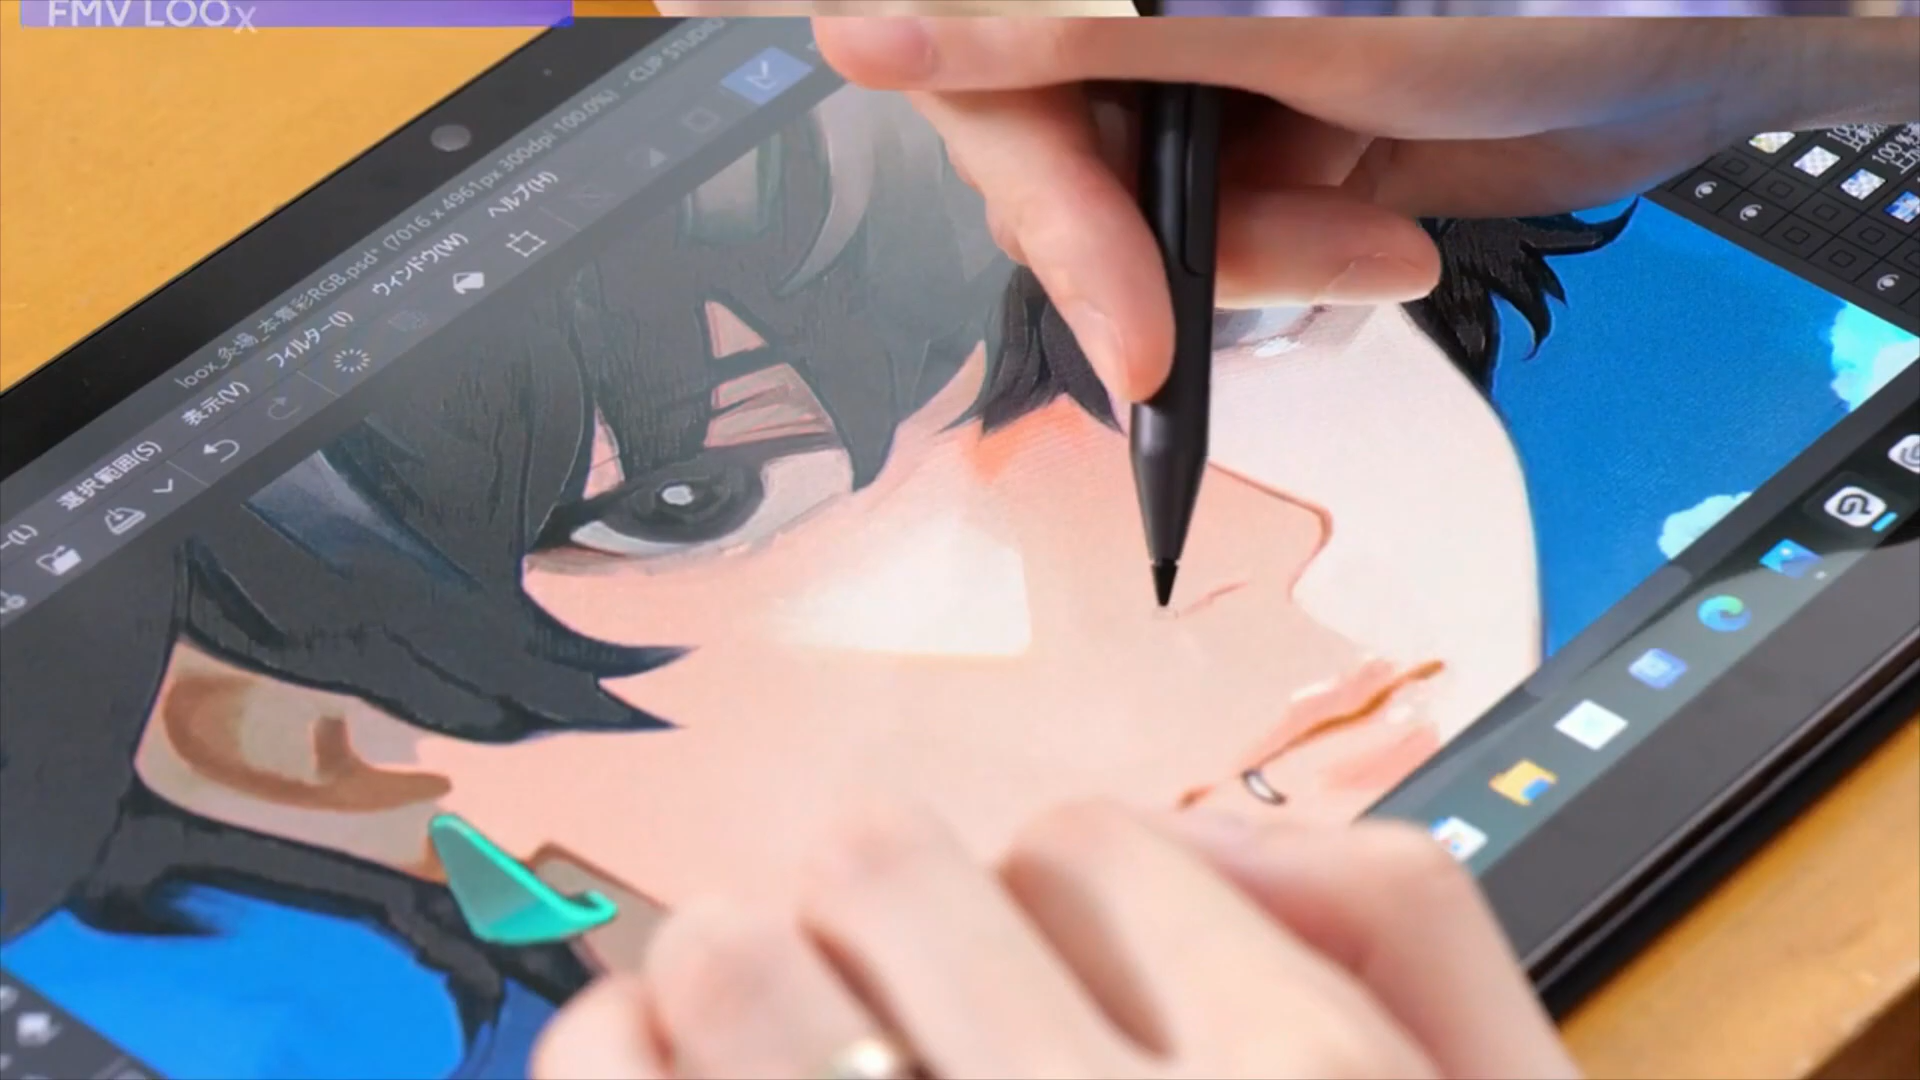 FMV LOOX
loox_灸場_本着彩RGB.psd* (7016 x 4961px 300dpi 100.0%) - CLIP STUDIO
選択範囲(S) 表示(V) フィルター(I) ウィンドウ(W) ヘルプ(H)